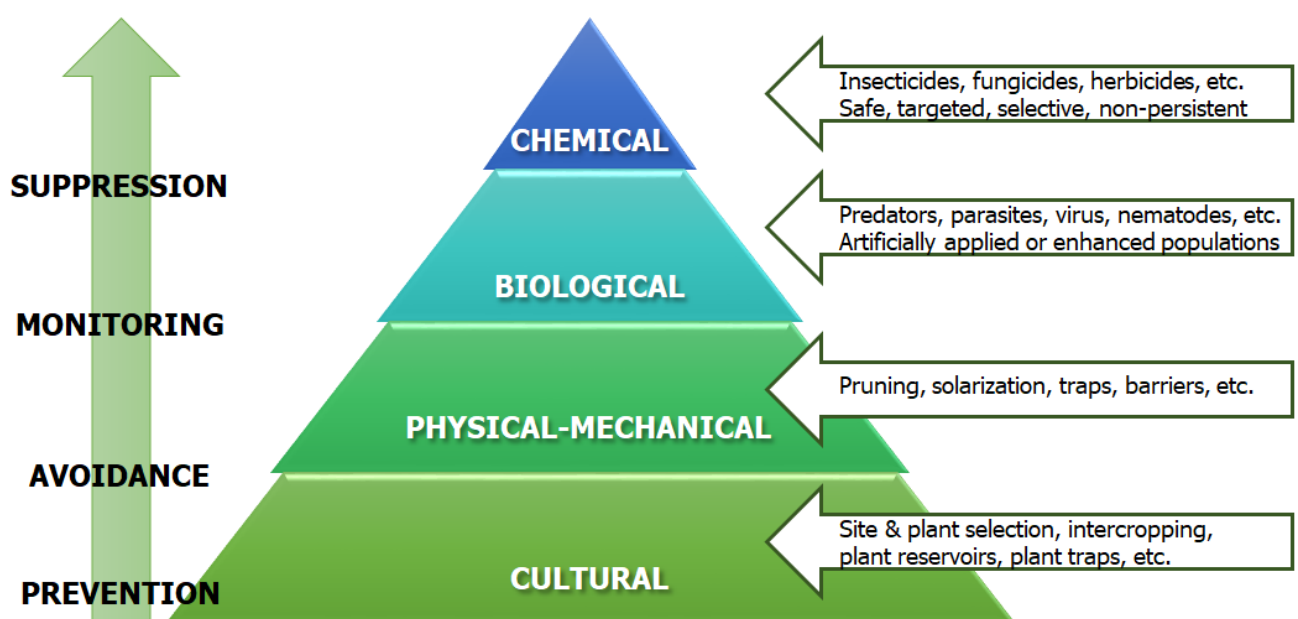 Insecticides, fungicides, herbicides, etc.
Safe, targeted, selective, non-persistent
CHEMICAL
SUPPRESSION
Predators, parasites, virus, nematodes, etc.
Artificially applied or enhanced populations
BIOLOGICAL
MONITORING
Pruning, solarization, traps, barriers, etc.
PHYSICAL-MECHANICAL
AVOIDANCE
Site & plant selection, intercropping,
plant reservoirs, plant traps, etc.
CULTURAL
PREVENTION